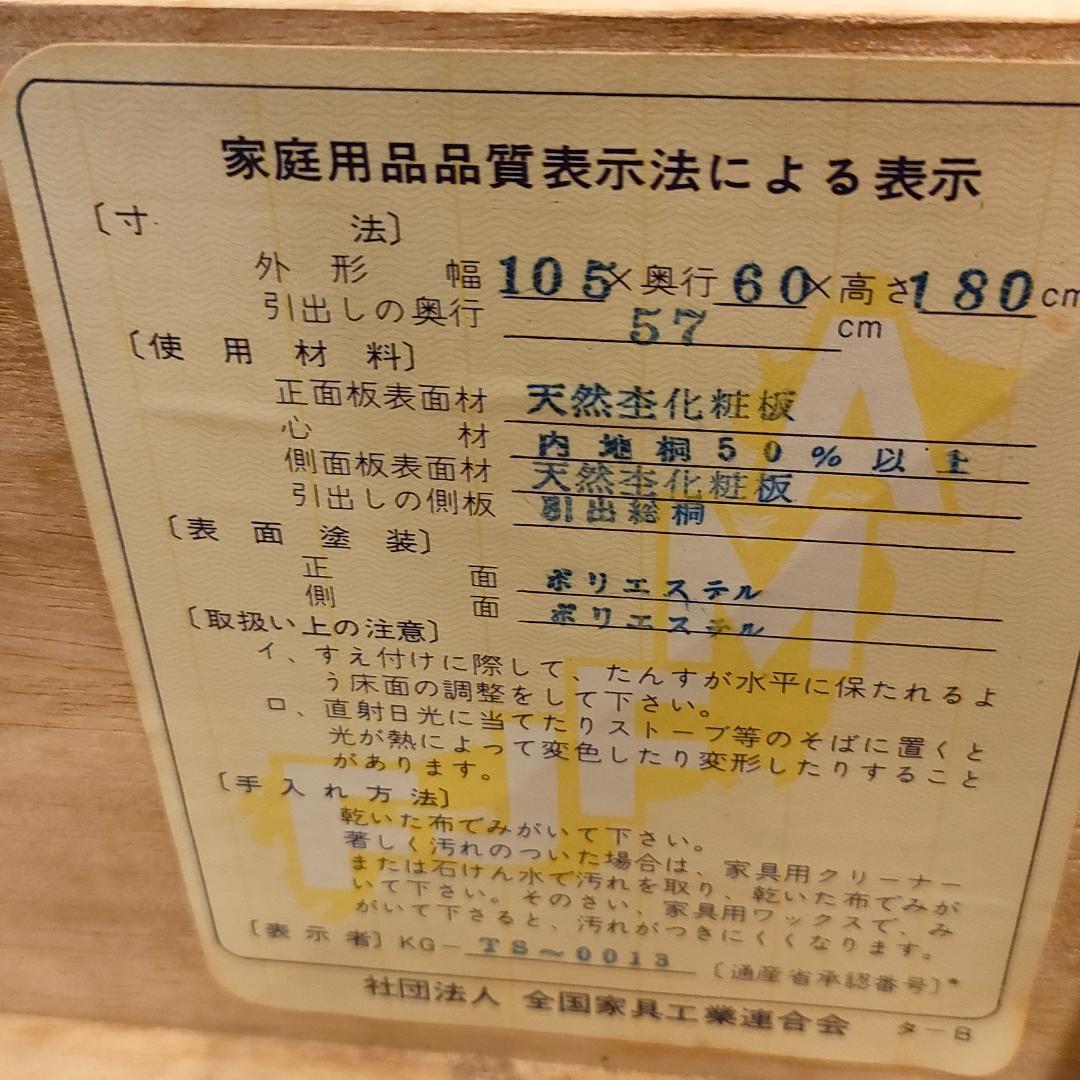 家庭用品品質表示法による表示
〔寸 法〕
外形 幅 105×奥行 60×高さ 180 cm
引出しの奥行 57 cm
〔使用材料〕
正面板表面材 天然杢化粧板
心材 内地桐50%以上
側面板表面材 天然杢化粧板
引出しの側板 引出総桐
〔表面塗装〕
正面 ポリエステル
側面 ポリエステル
〔取扱い上の注意〕
イ、すえ付けに際して、たんすが水平に保たれるよ
う床面の調整をして下さい。
ロ、直射日光に当てたりストーブ等のそばに置くと
光が熱によって変色したり変形したりすること
があります。
〔手入れ方法〕
乾いた布でみがいて下さい。
著しく汚れのついた場合は、家具用クリーナー
または石けん水で汚れを取り、乾いた布でみが
いて下さい。そのさい、家具用ワックスで、み
がいて下さると、汚れがつきにくくなります。
〔表示者〕KG－TS～0013 〔通産省承認番号〕
社団法人 全国家具工業連合会 タ－B
JFMA